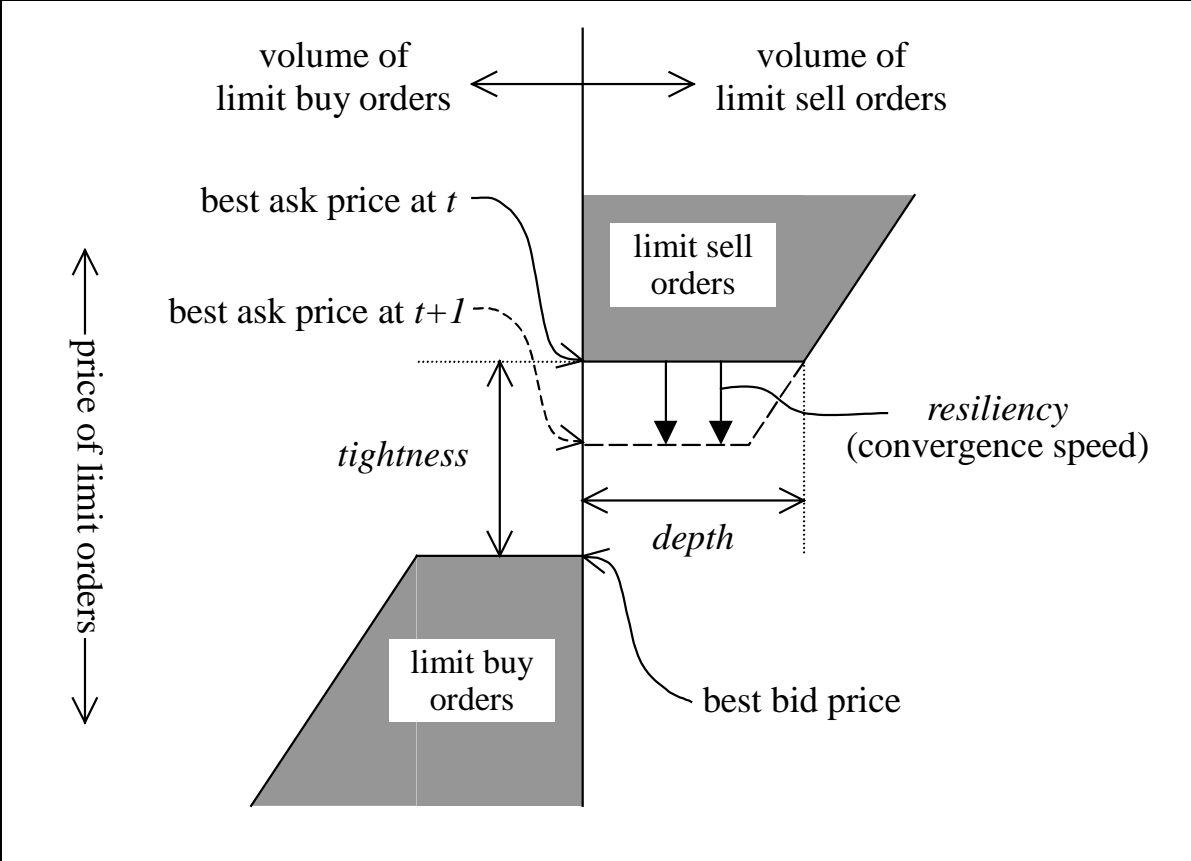 volume of
limit buy orders
volume of
limit sell orders
best ask price at t
limit sell
orders
best ask price at t+1
price of limit orders
resiliency
(convergence speed)
tightness
depth
limit buy
orders
best bid price